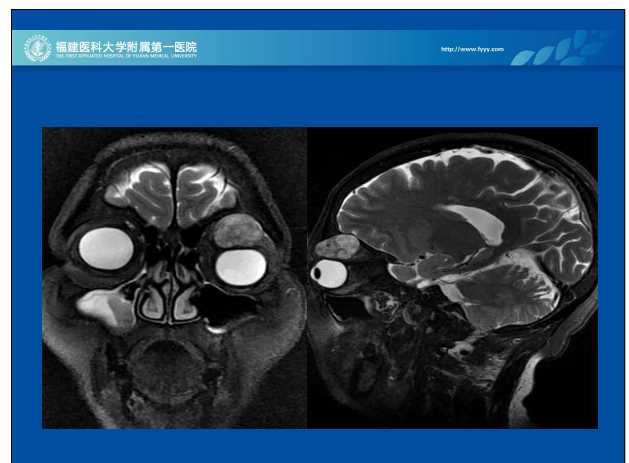 福建医科大学附属第一医院
THE FIRST AFFILIATED HOSPITAL OF FUJIAN MEDICAL UNIVERSITY
http://www.fyyy.com